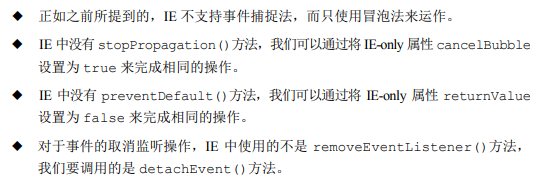 ◆ 正如之前所提到的，IE 不支持事件捕捉法，而只使用冒泡法来运作。
◆ IE 中没有 stopPropagation()方法，我们可以通过将 IE-only 属性 cancelBubble
设置为 true 来完成相同的操作。
◆ IE 中没有 preventDefault()方法，我们可以通过将 IE-only 属性 returnValue
设置为 false 来完成相同的操作。
◆ 对于事件的取消监听操作，IE 中使用的不是 removeEventListener()方法，
我们要调用的是 detachEvent()方法。